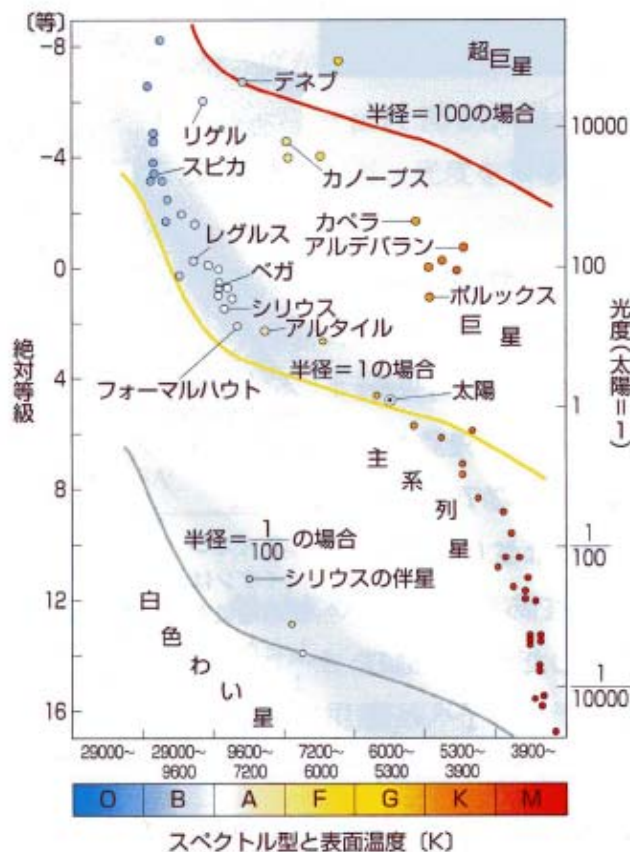 〔等〕
-8
-4
0
4
8
12
16
絶対等級
超巨星
デネブ
半径=100の場合
リゲル
スピカ
カノープス
カペラ
アルデバラン
レグルス
ベガ
ポルックス
巨星
シリウス
アルタイル
半径=1の場合
フォーマルハウト
太陽
主系列星
半径=1/100の場合
シリウスの伴星
白色わい星
10000
100
1
1/100
1/10000
光度(太陽=1)
29000~
29000~9600
9600~7200
7200~6000
6000~5300
5300~3900
3900~
O B A F G K M
スペクトル型と表面温度〔K〕